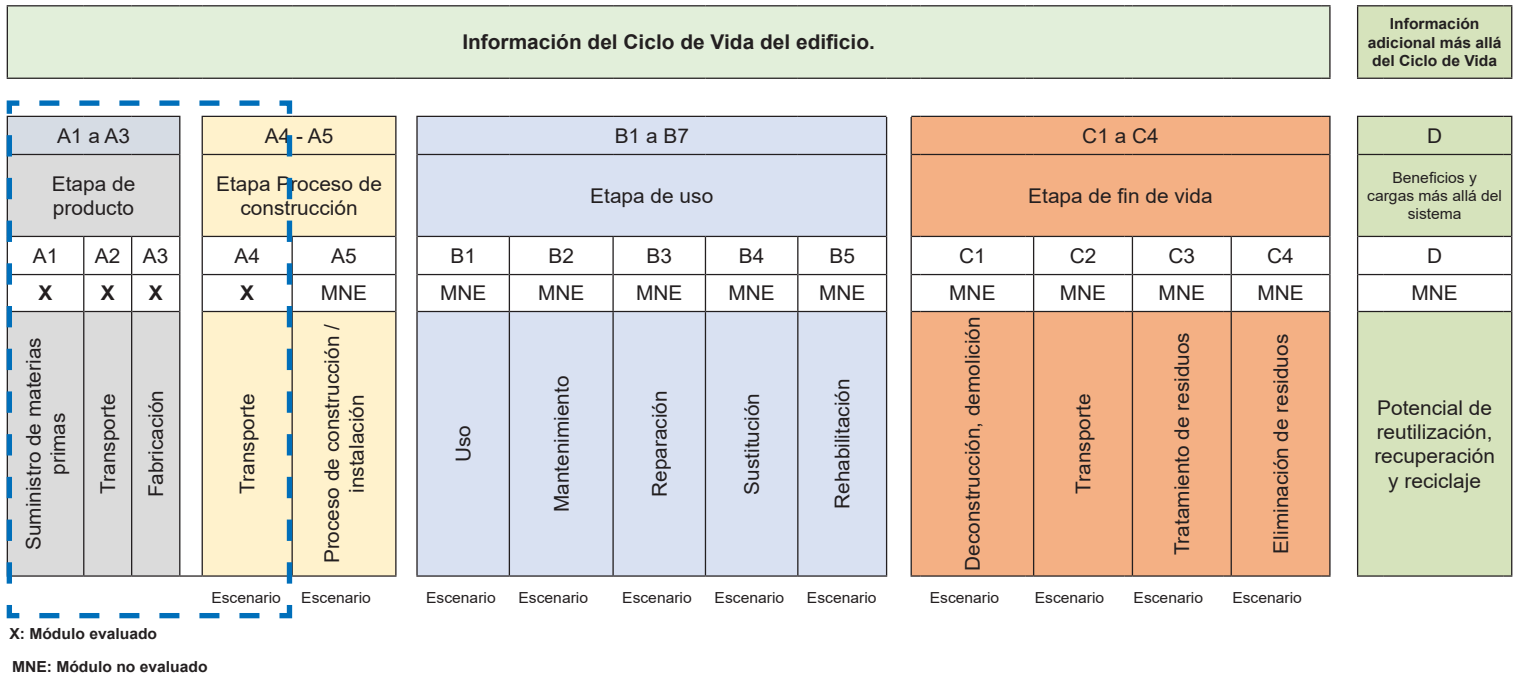 Información del Ciclo de Vida del edificio.
Información
adicional más allá
del Ciclo de Vida
A1 a A3
A4 - A5
B1 a B7
C1 a C4
D
Etapa de
producto
Etapa Proceso de
construcción
Etapa de uso
Etapa de fin de vida
Beneficios y
cargas más allá del
sistema
A1 A2 A3 A4 A5 B1 B2 B3 B4 B5 C1 C2 C3 C4 D
X X X X MNE MNE MNE MNE MNE MNE MNE MNE MNE MNE MNE
Suministro de materias
primas
Transporte
Fabricación
Transporte
Proceso de construcción /
instalación
Uso
Mantenimiento
Reparación
Sustitución
Rehabilitación
Deconstrucción, demolición
Transporte
Tratamiento de residuos
Eliminación de residuos
Potencial de
reutilización,
recuperación
y reciclaje
Escenario Escenario Escenario Escenario Escenario Escenario Escenario Escenario Escenario Escenario Escenario
X: Módulo evaluado
MNE: Módulo no evaluado